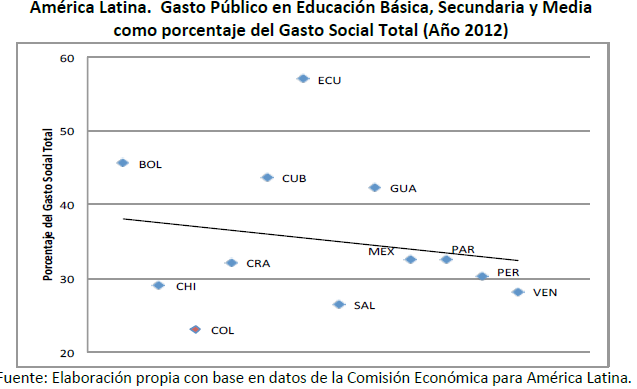 América Latina.  Gasto Público en Educación Básica, Secundaria y Media
como porcentaje del Gasto Social Total (Año 2012)
Porcentaje del Gasto Social Total
60
50
40
30
20
ECU
BOL
CUB
GUA
MEX
PAR
CRA
PER
CHI
VEN
SAL
COL
Fuente: Elaboración propia con base en datos de la Comisión Económica para América Latina.